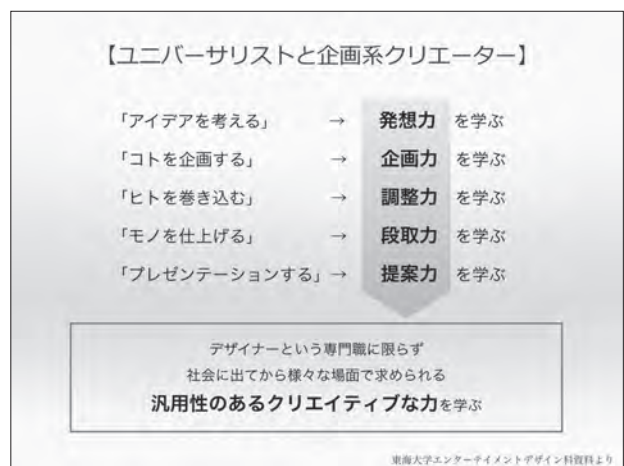 【ユニバーサリストと企画系クリエーター】
「アイデアを考える」 → 発想力 を学ぶ
「コトを企画する」 → 企画力 を学ぶ
「ヒトを巻き込む」 → 調整力 を学ぶ
「モノを仕上げる」 → 段取力 を学ぶ
「プレゼンテーションする」→ 提案力 を学ぶ
デザイナーという専門職に限らず
社会に出てから様々な場面で求められる
汎用性のあるクリエイティブな力を学ぶ
東海大学エンターテイメントデザイン科資料より